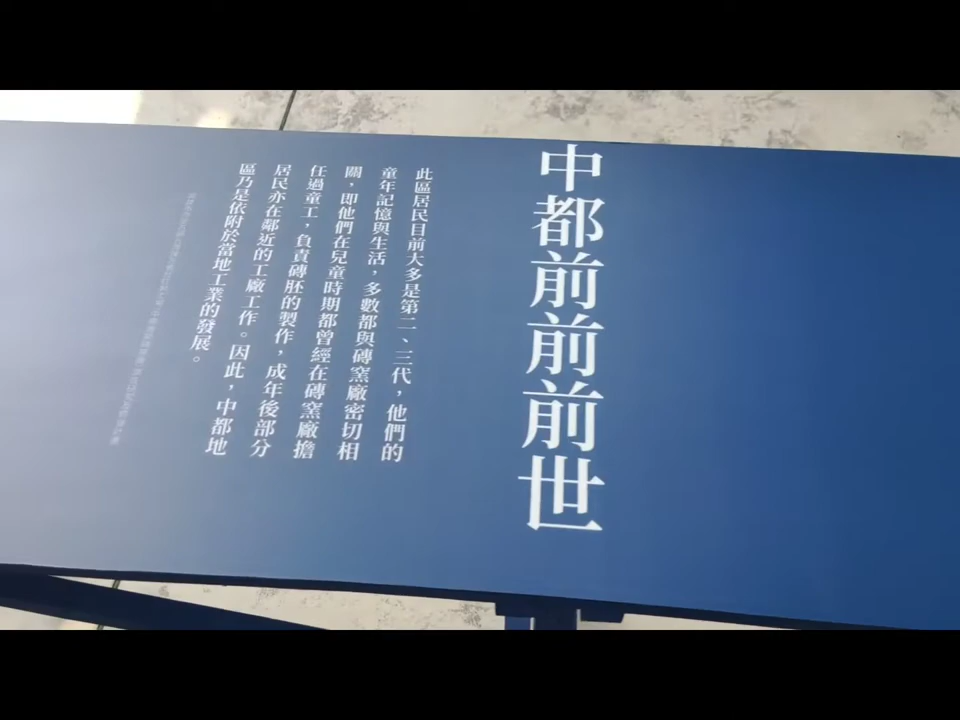 中都前前前世
此區居民目前大多是第二、三代，他們的
童年記憶與生活，多數都與磚窯廠密切相
關，即他們在兒童時期都曾經在磚窯廠擔
任過童工，負責磚胚的製作，成年後部分
居民亦在鄰近的工廠工作。因此，中都地
區乃是依附於當地工業的發展。